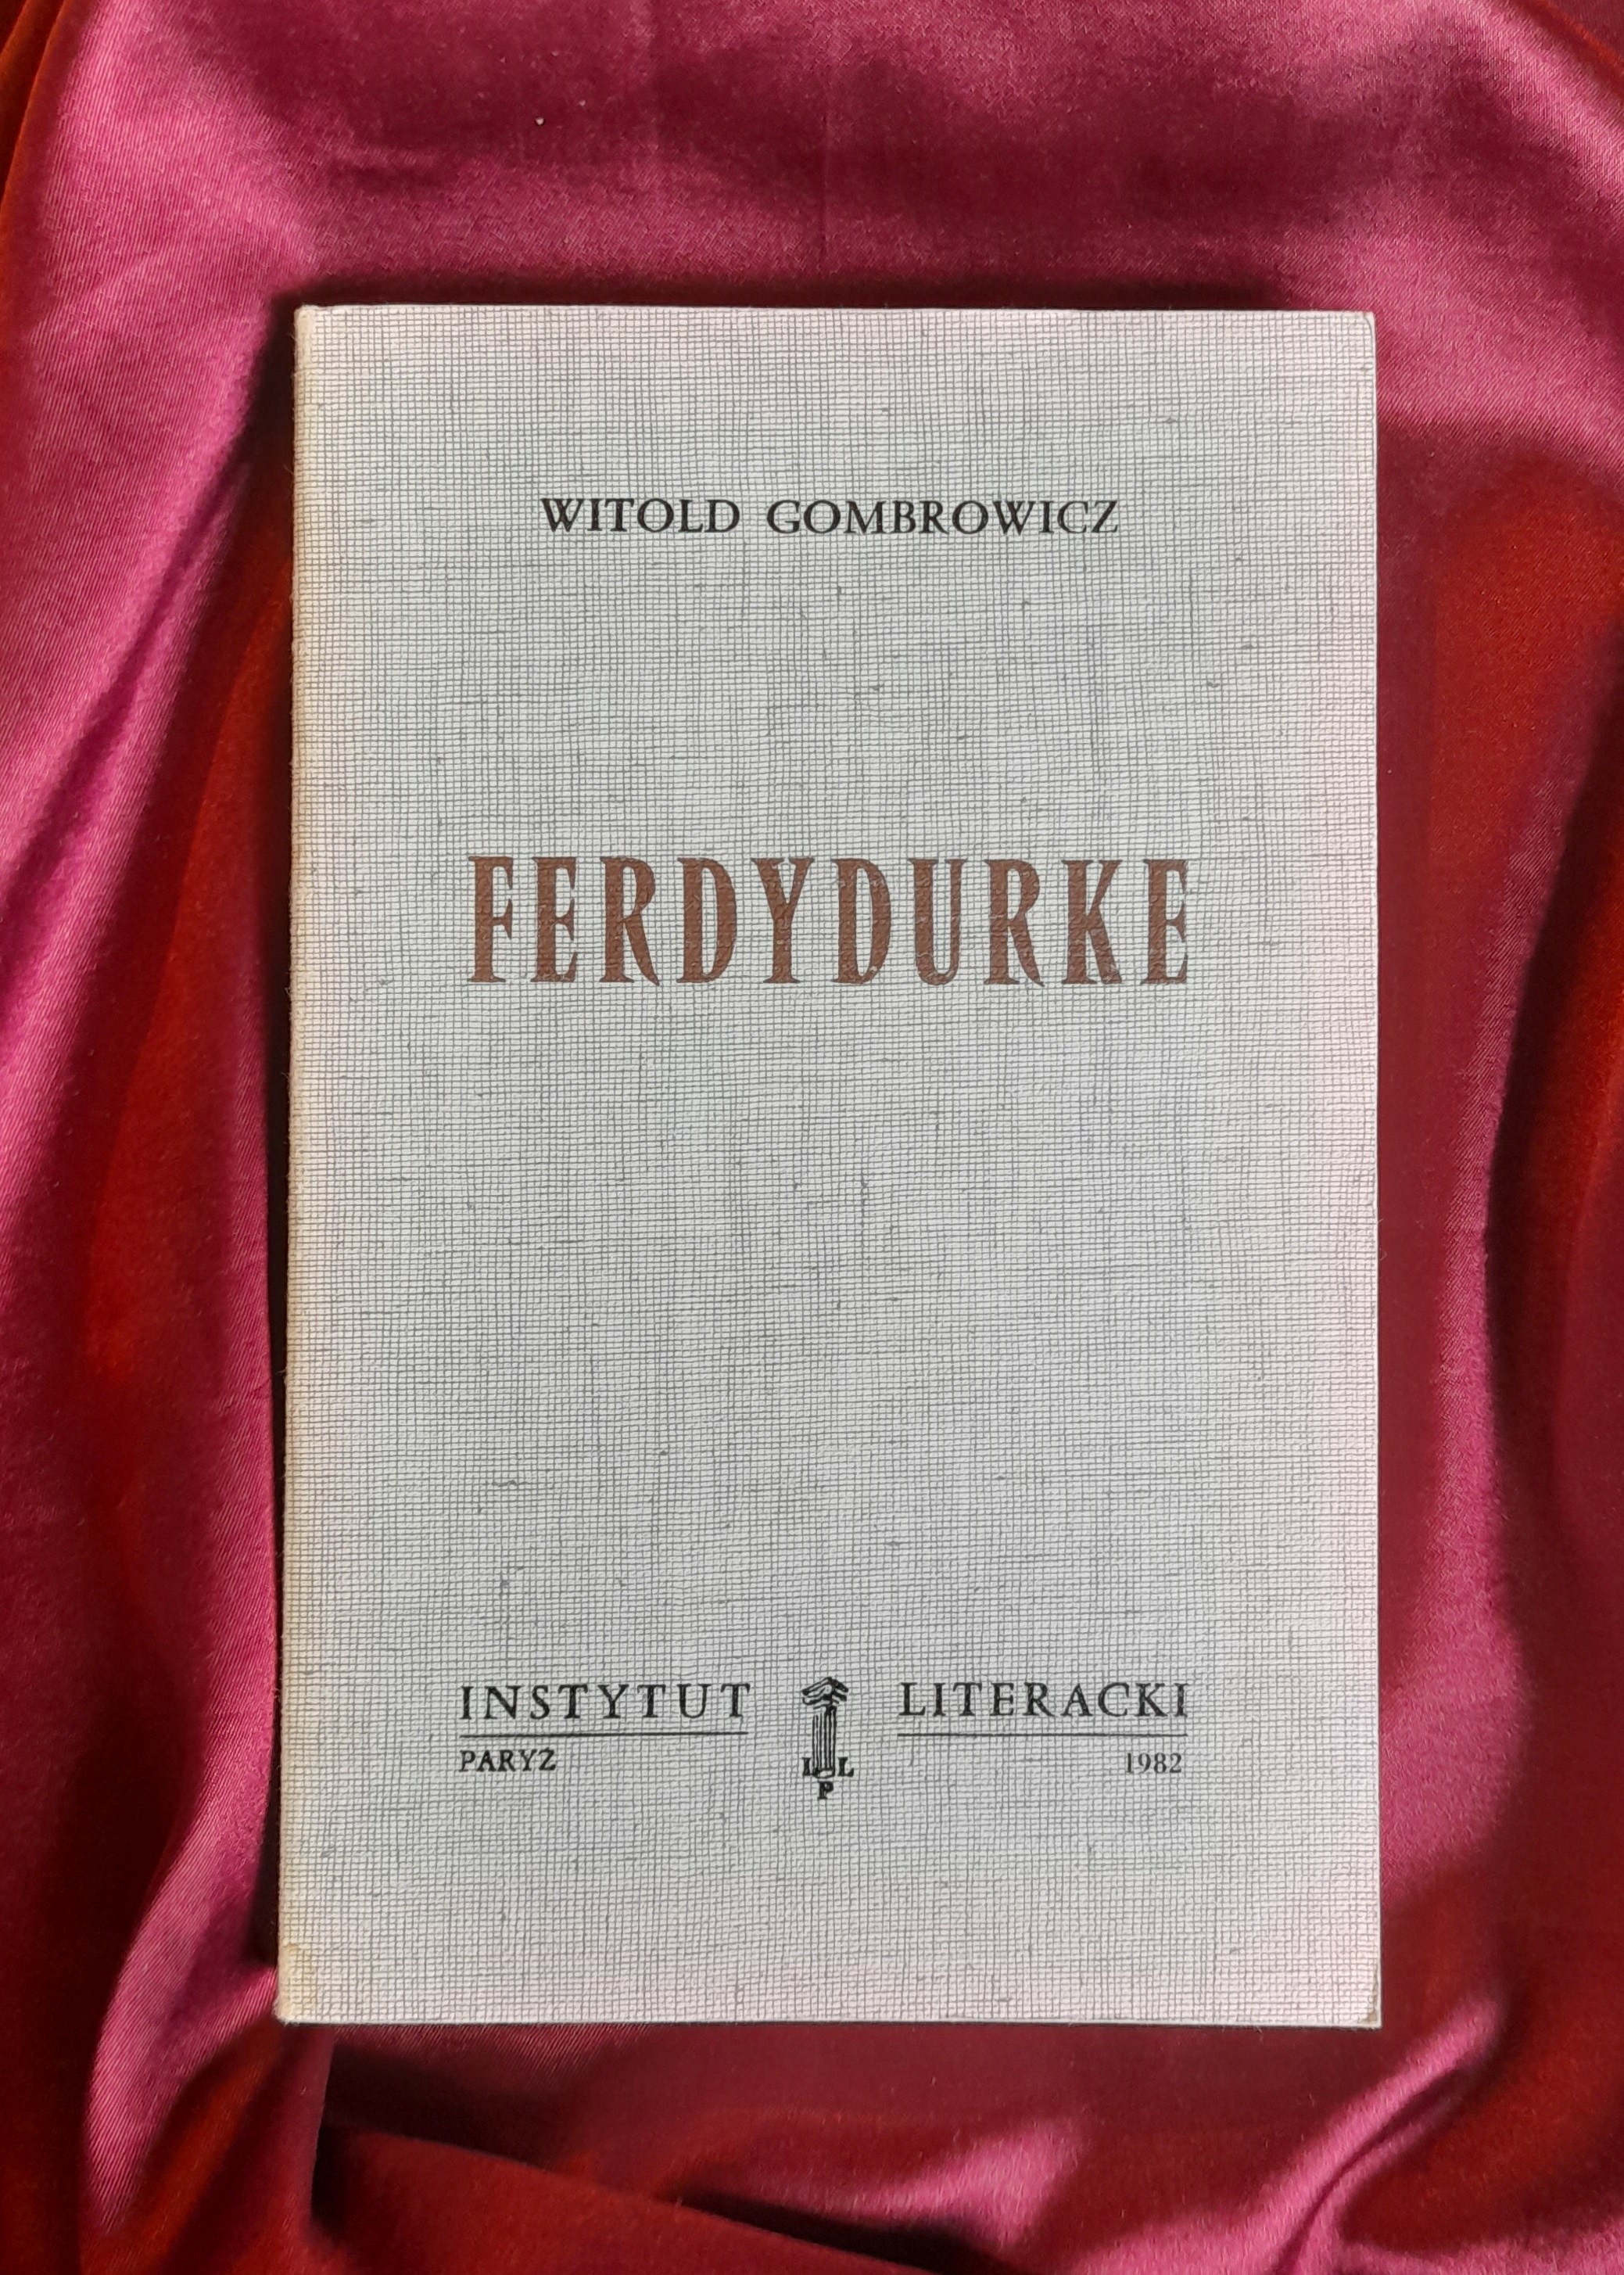 WITOLD GOMBROWICZ
FERDYDURKE
INSTYTUT LITERACKI
PARYŻ 1982
I L
P